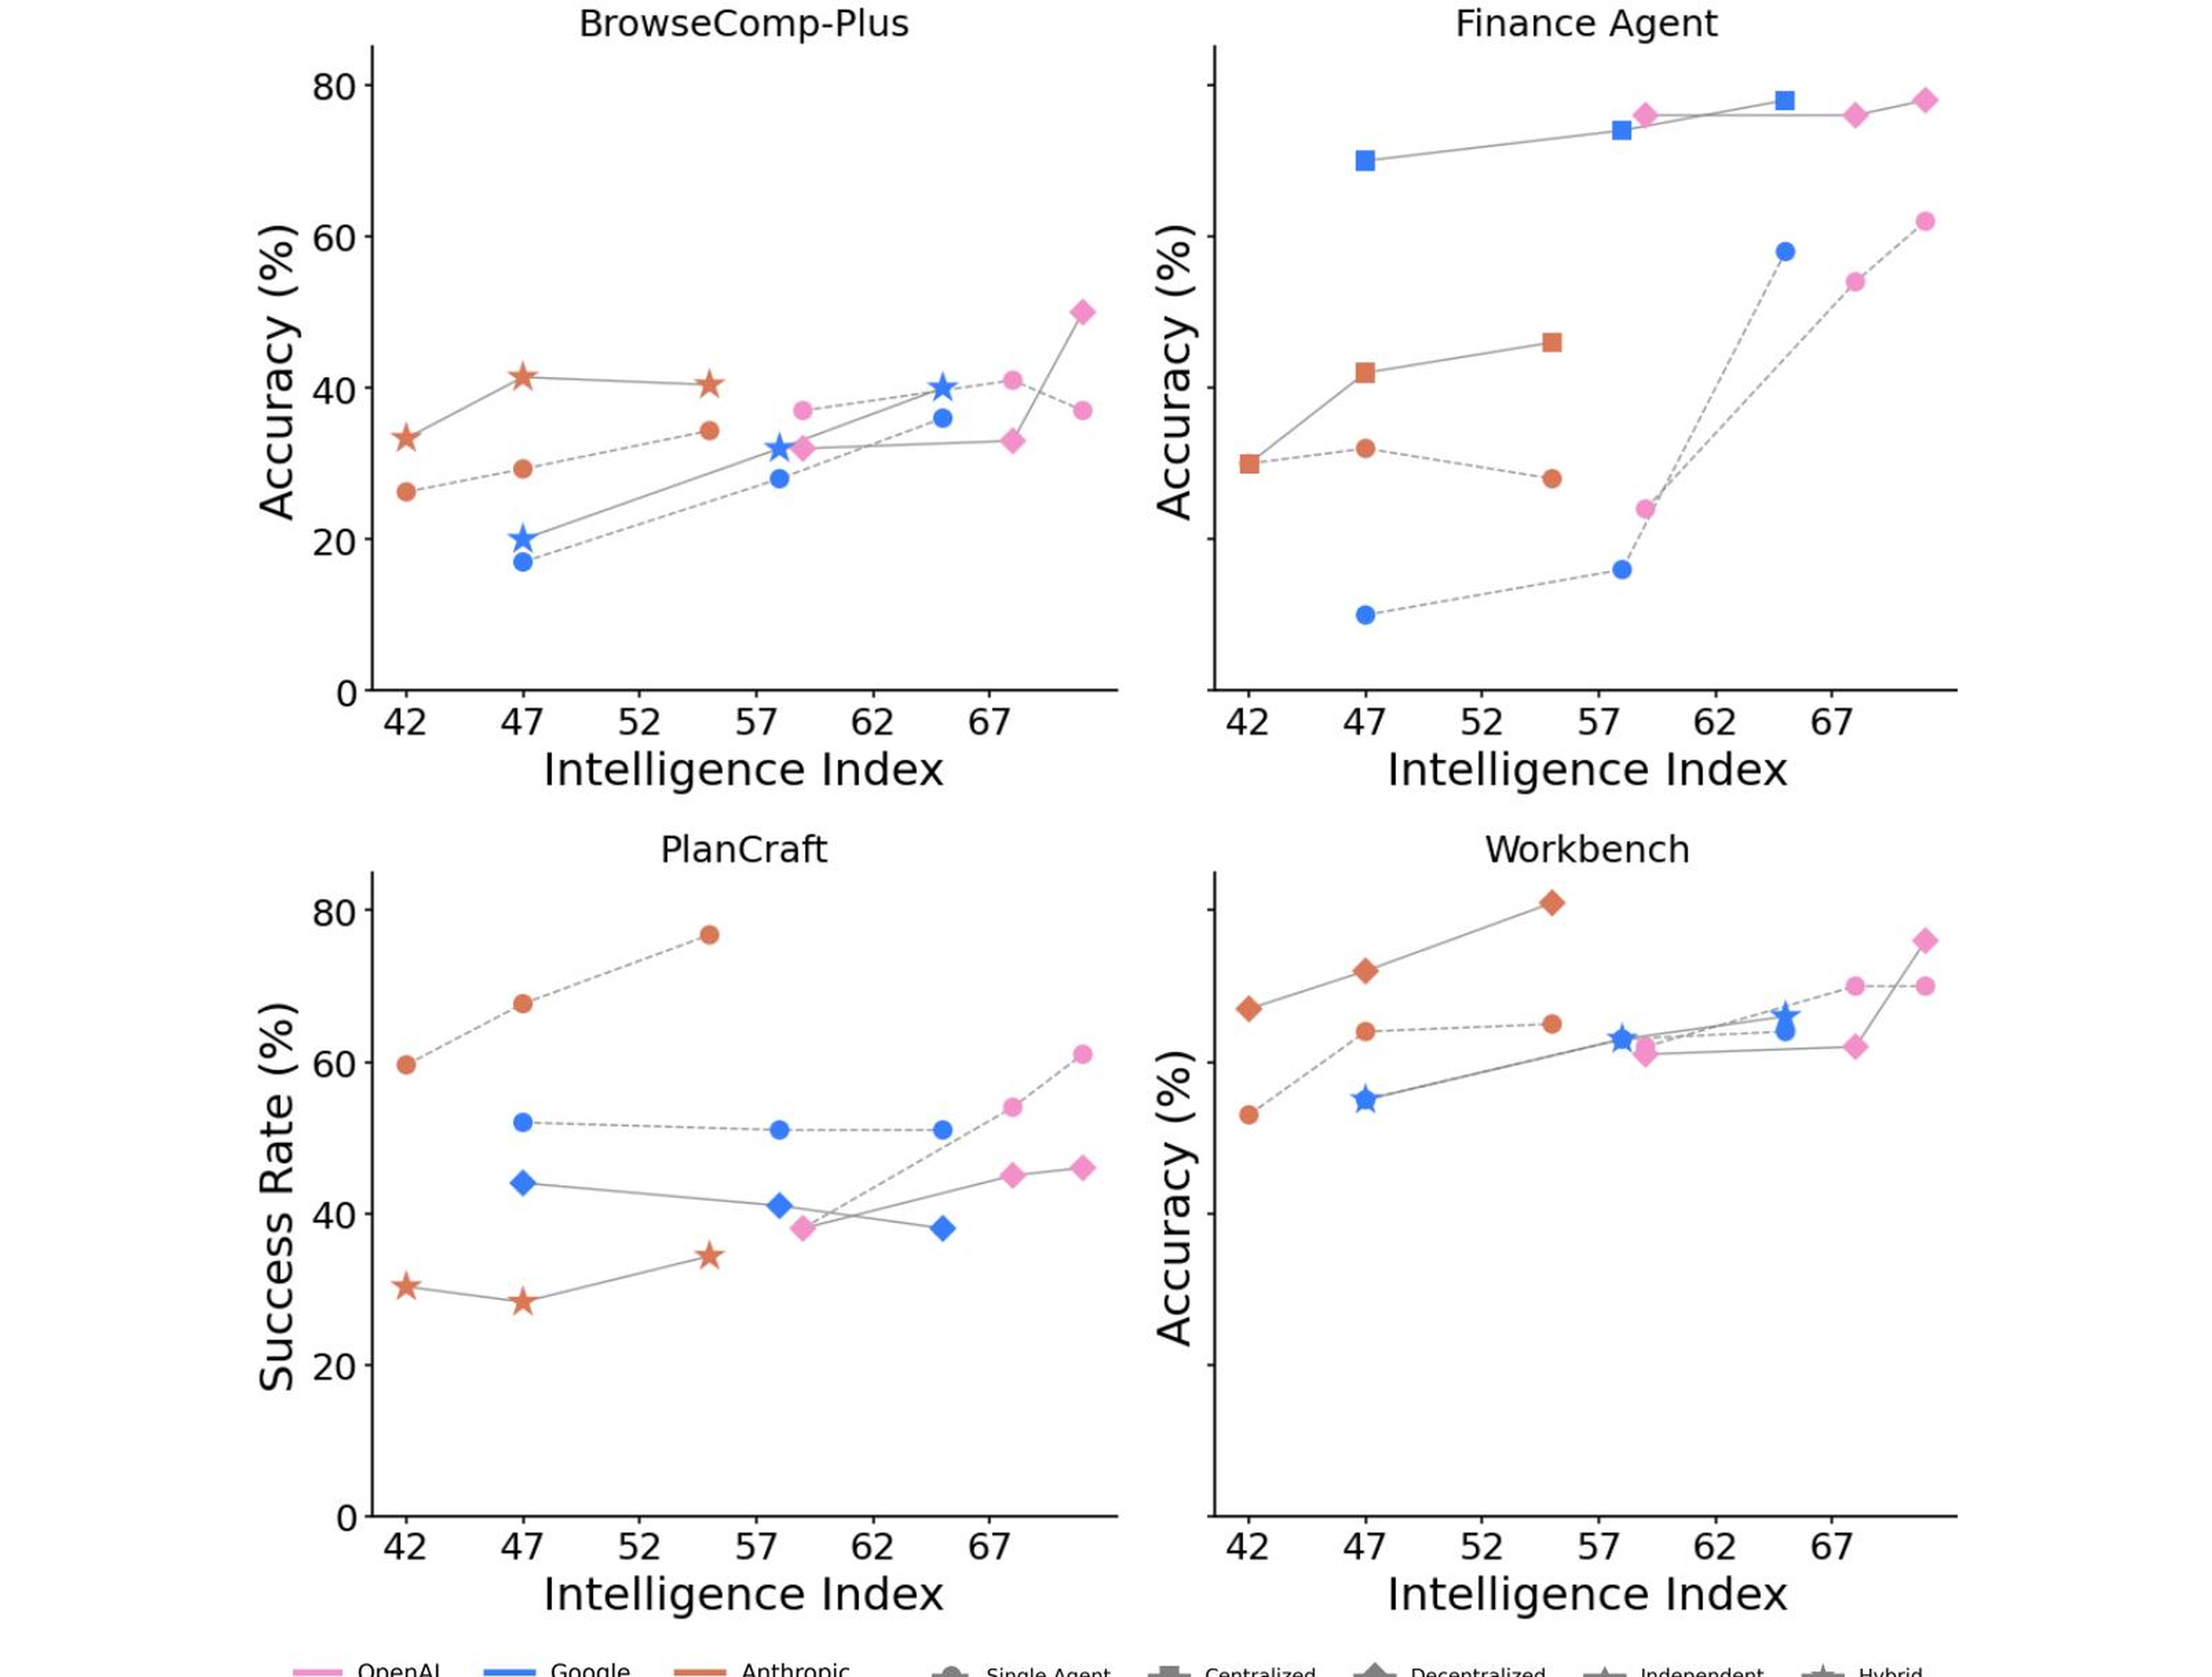 BrowseComp-Plus
Accuracy (%)
80
60
40
20
0
42 47 52 57 62 67
Intelligence Index
Finance Agent
Accuracy (%)
42 47 52 57 62 67
Intelligence Index
PlanCraft
Success Rate (%)
80
60
40
20
0
42 47 52 57 62 67
Intelligence Index
Workbench
Accuracy (%)
42 47 52 57 62 67
Intelligence Index
OpenAI Google Anthropic Single Agent Centralized Decentralized Independent Hybrid